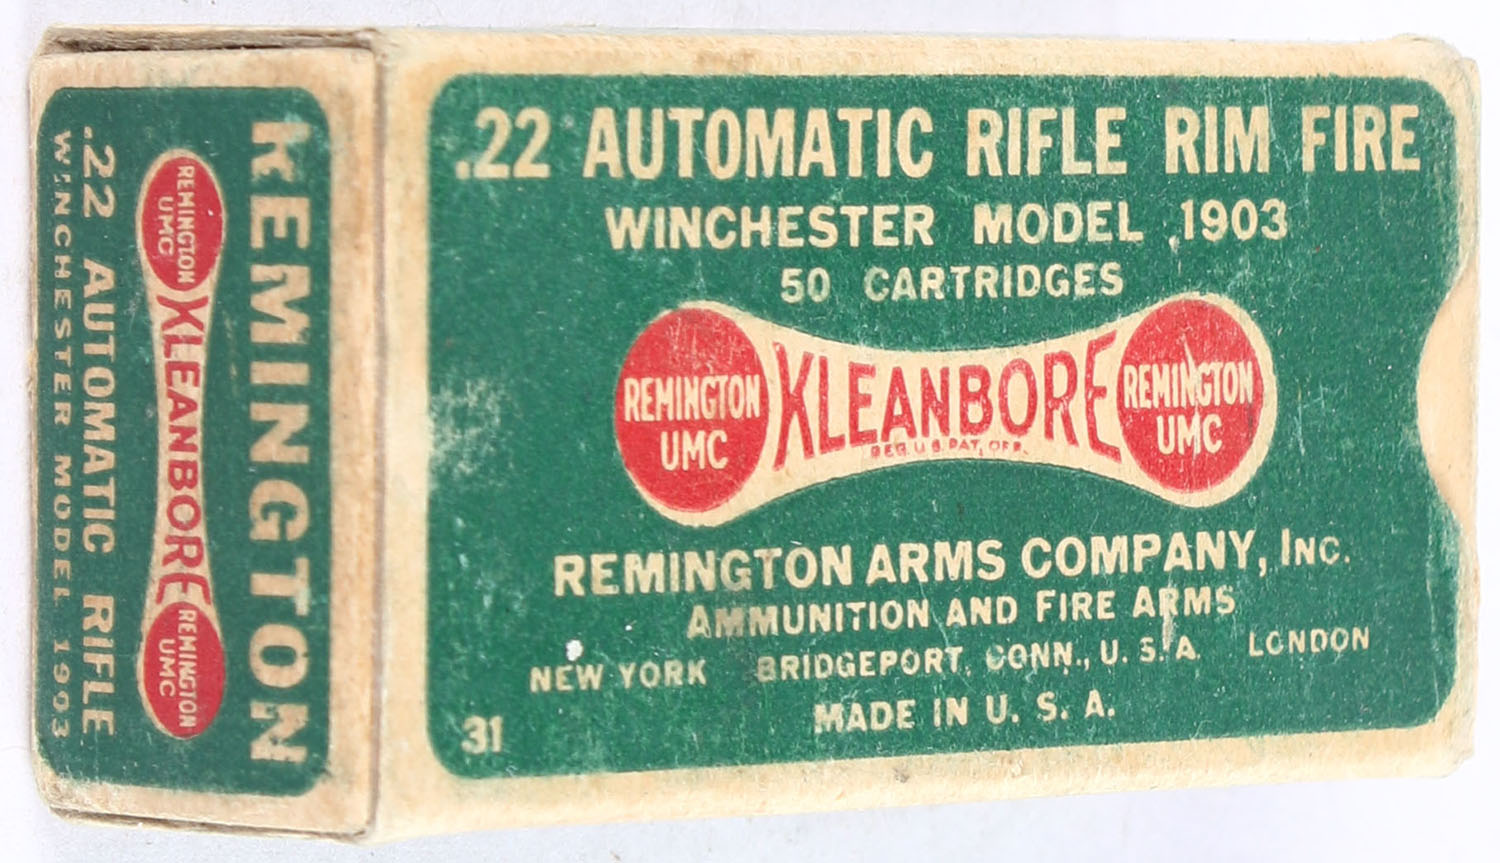 REMINGTON
REMINGTON
UMC
KLEANBORE
REMINGTON
UMC
.22 AUTOMATIC RIFLE
WINCHESTER MODEL 1903
.22 AUTOMATIC RIFLE RIM FIRE
WINCHESTER MODEL 1903
50 CARTRIDGES
REMINGTON
UMC
KLEANBORE
REG. U.S. PAT. OFF.
REMINGTON
UMC
REMINGTON ARMS COMPANY, INC.
AMMUNITION AND FIRE ARMS
NEW YORK BRIDGEPORT, CONN., U. S. A. LONDON
MADE IN U. S. A.
31